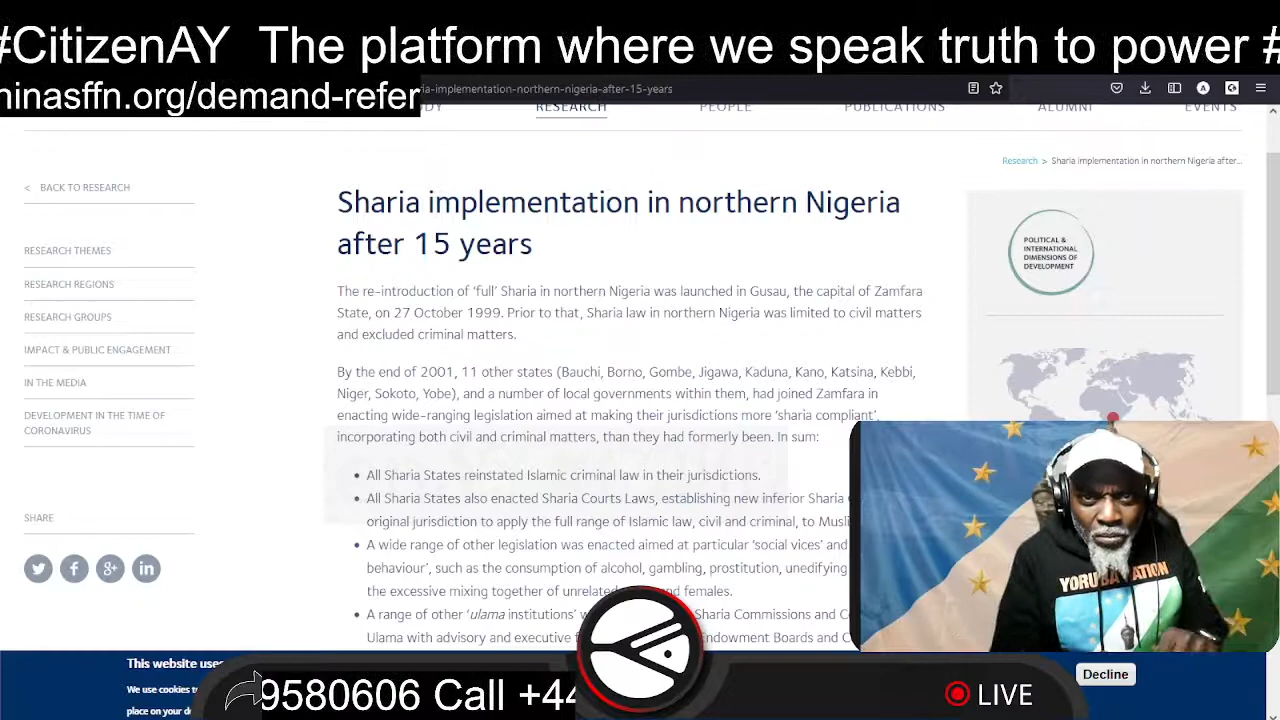 #CitizenAY The platform where we speak truth to power #
ninasffn.org/demand-refer
ia-implementation-northern-nigeria-after-15-years
RESEARCH
PEOPLE
PUBLICATIONS
ALUMNI
EVENTS
Research > Sharia implementation in northern Nigeria after...
< BACK TO RESEARCH
RESEARCH THEMES
RESEARCH REGIONS
RESEARCH GROUPS
IMPACT & PUBLIC ENGAGEMENT
IN THE MEDIA
DEVELOPMENT IN THE TIME OF
CORONAVIRUS
SHARE
Sharia implementation in northern Nigeria
after 15 years
The re-introduction of ‘full’ Sharia in northern Nigeria was launched in Gusau, the capital of Zamfara
State, on 27 October 1999. Prior to that, Sharia law in northern Nigeria was limited to civil matters
and excluded criminal matters.
By the end of 2001, 11 other states (Bauchi, Borno, Gombe, Jigawa, Kaduna, Kano, Katsina, Kebbi,
Niger, Sokoto, Yobe), and a number of local governments within them, had joined Zamfara in
enacting wide-ranging legislation aimed at making their jurisdictions more ‘sharia compliant’,
incorporating both civil and criminal matters, than they had formerly been. In sum:
• All Sharia States reinstated Islamic criminal law in their jurisdictions.
• All Sharia States also enacted Sharia Courts Laws, establishing new inferior Sharia
original jurisdiction to apply the full range of Islamic law, civil and criminal, to
• A wide range of other legislation was enacted aimed at particular ‘social vices’ and
behaviour’, such as the consumption of alcohol, gambling, prostitution, unedifying
the excessive mixing together of unrelated and females.
• A range of other ‘ulama institutions’ Sharia Commissions and
Ulama with advisory and executive Endowment Boards and
POLITICAL &
INTERNATIONAL
DIMENSIONS OF
DEVELOPMENT
YORUBA NATION
This website uses
We use cookies
place on your
Decline
9580606 Call +44
LIVE